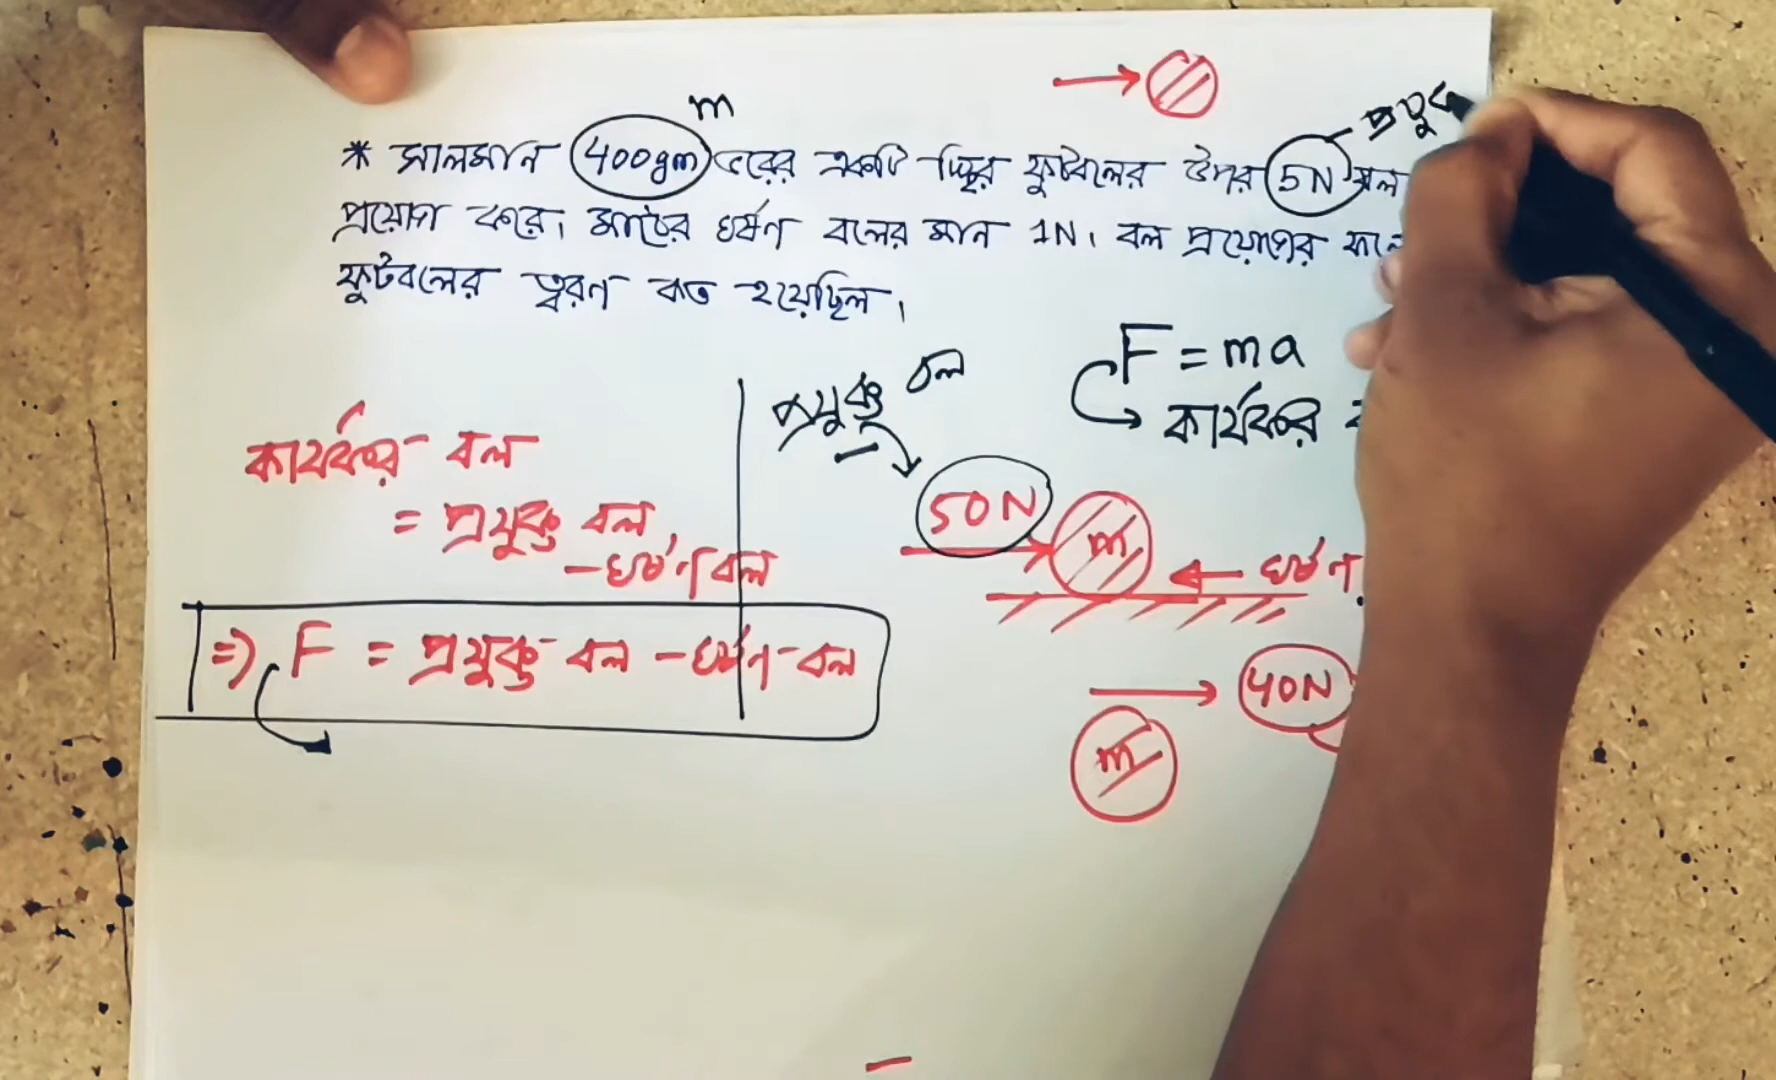 m
প্রযুক
* সালমান 400gm ভরের একটি স্থির ফুটবলের উপর 5N বল
প্রয়োগ করে। মাঠের ঘর্ষণ বলের মান 1N। বল প্রয়োগের ফলে
ফুটবলের ত্বরণ কত হয়েছিল।
F = ma
কার্যকর ব
প্রযুক্ত বল
কার্যকর বল
= প্রযুক্ত বল
- ঘর্ষণ বল
50N
m
ঘর্ষণ
=> F = প্রযুক্ত বল - ঘর্ষণ বল
40N
m